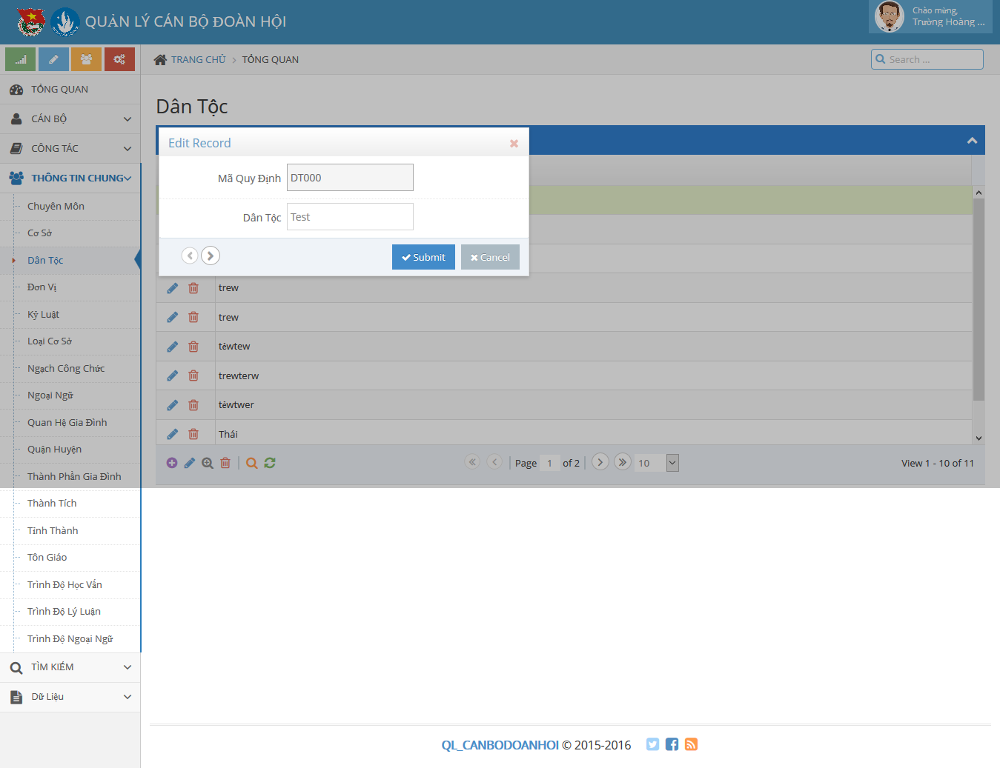 QUẢN LÝ CÁN BỘ ĐOÀN HỘI
Chào mừng,
Trường Hoàng ...
TRANG CHỦ > TỔNG QUAN
Search ...
TỔNG QUAN
CÁN BỘ
CÔNG TÁC
THÔNG TIN CHUNG
Chuyên Môn
Cơ Sở
Dân Tộc
Đơn Vị
Kỷ Luật
Loại Cơ Sở
Ngạch Công Chức
Ngoại Ngữ
Quan Hệ Gia Đình
Quận Huyện
Thành Phần Gia Đình
Thành Tích
Tỉnh Thành
Tôn Giáo
Trình Độ Học Vấn
Trình Độ Lý Luận
Trình Độ Ngoại Ngữ
TÌM KIẾM
Dữ Liệu
Dân Tộc
Edit Record
Mã Quy Định DT000
Dân Tộc Test
Submit Cancel
trew
trew
tẻwtew
trewterw
tẻwtwer
Thái
Page 1 of 2 10 View 1 - 10 of 11
QL_CANBODOANHOI © 2015-2016